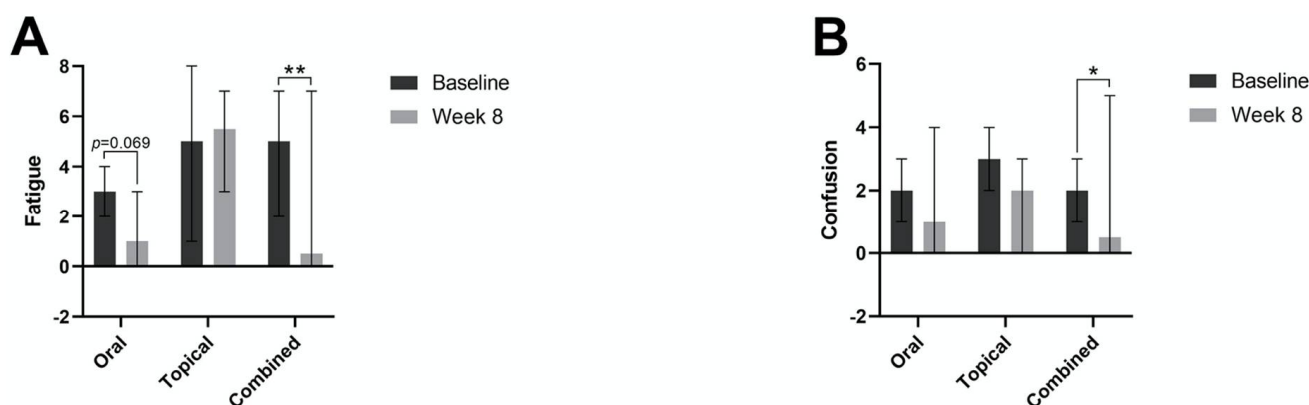 A
Fatigue
8
6
4
2
0
-2
p=0.069
**
Oral
Topical
Combined
Baseline
Week 8
B
Confusion
6
4
2
0
-2
*
Oral
Topical
Combined
Baseline
Week 8